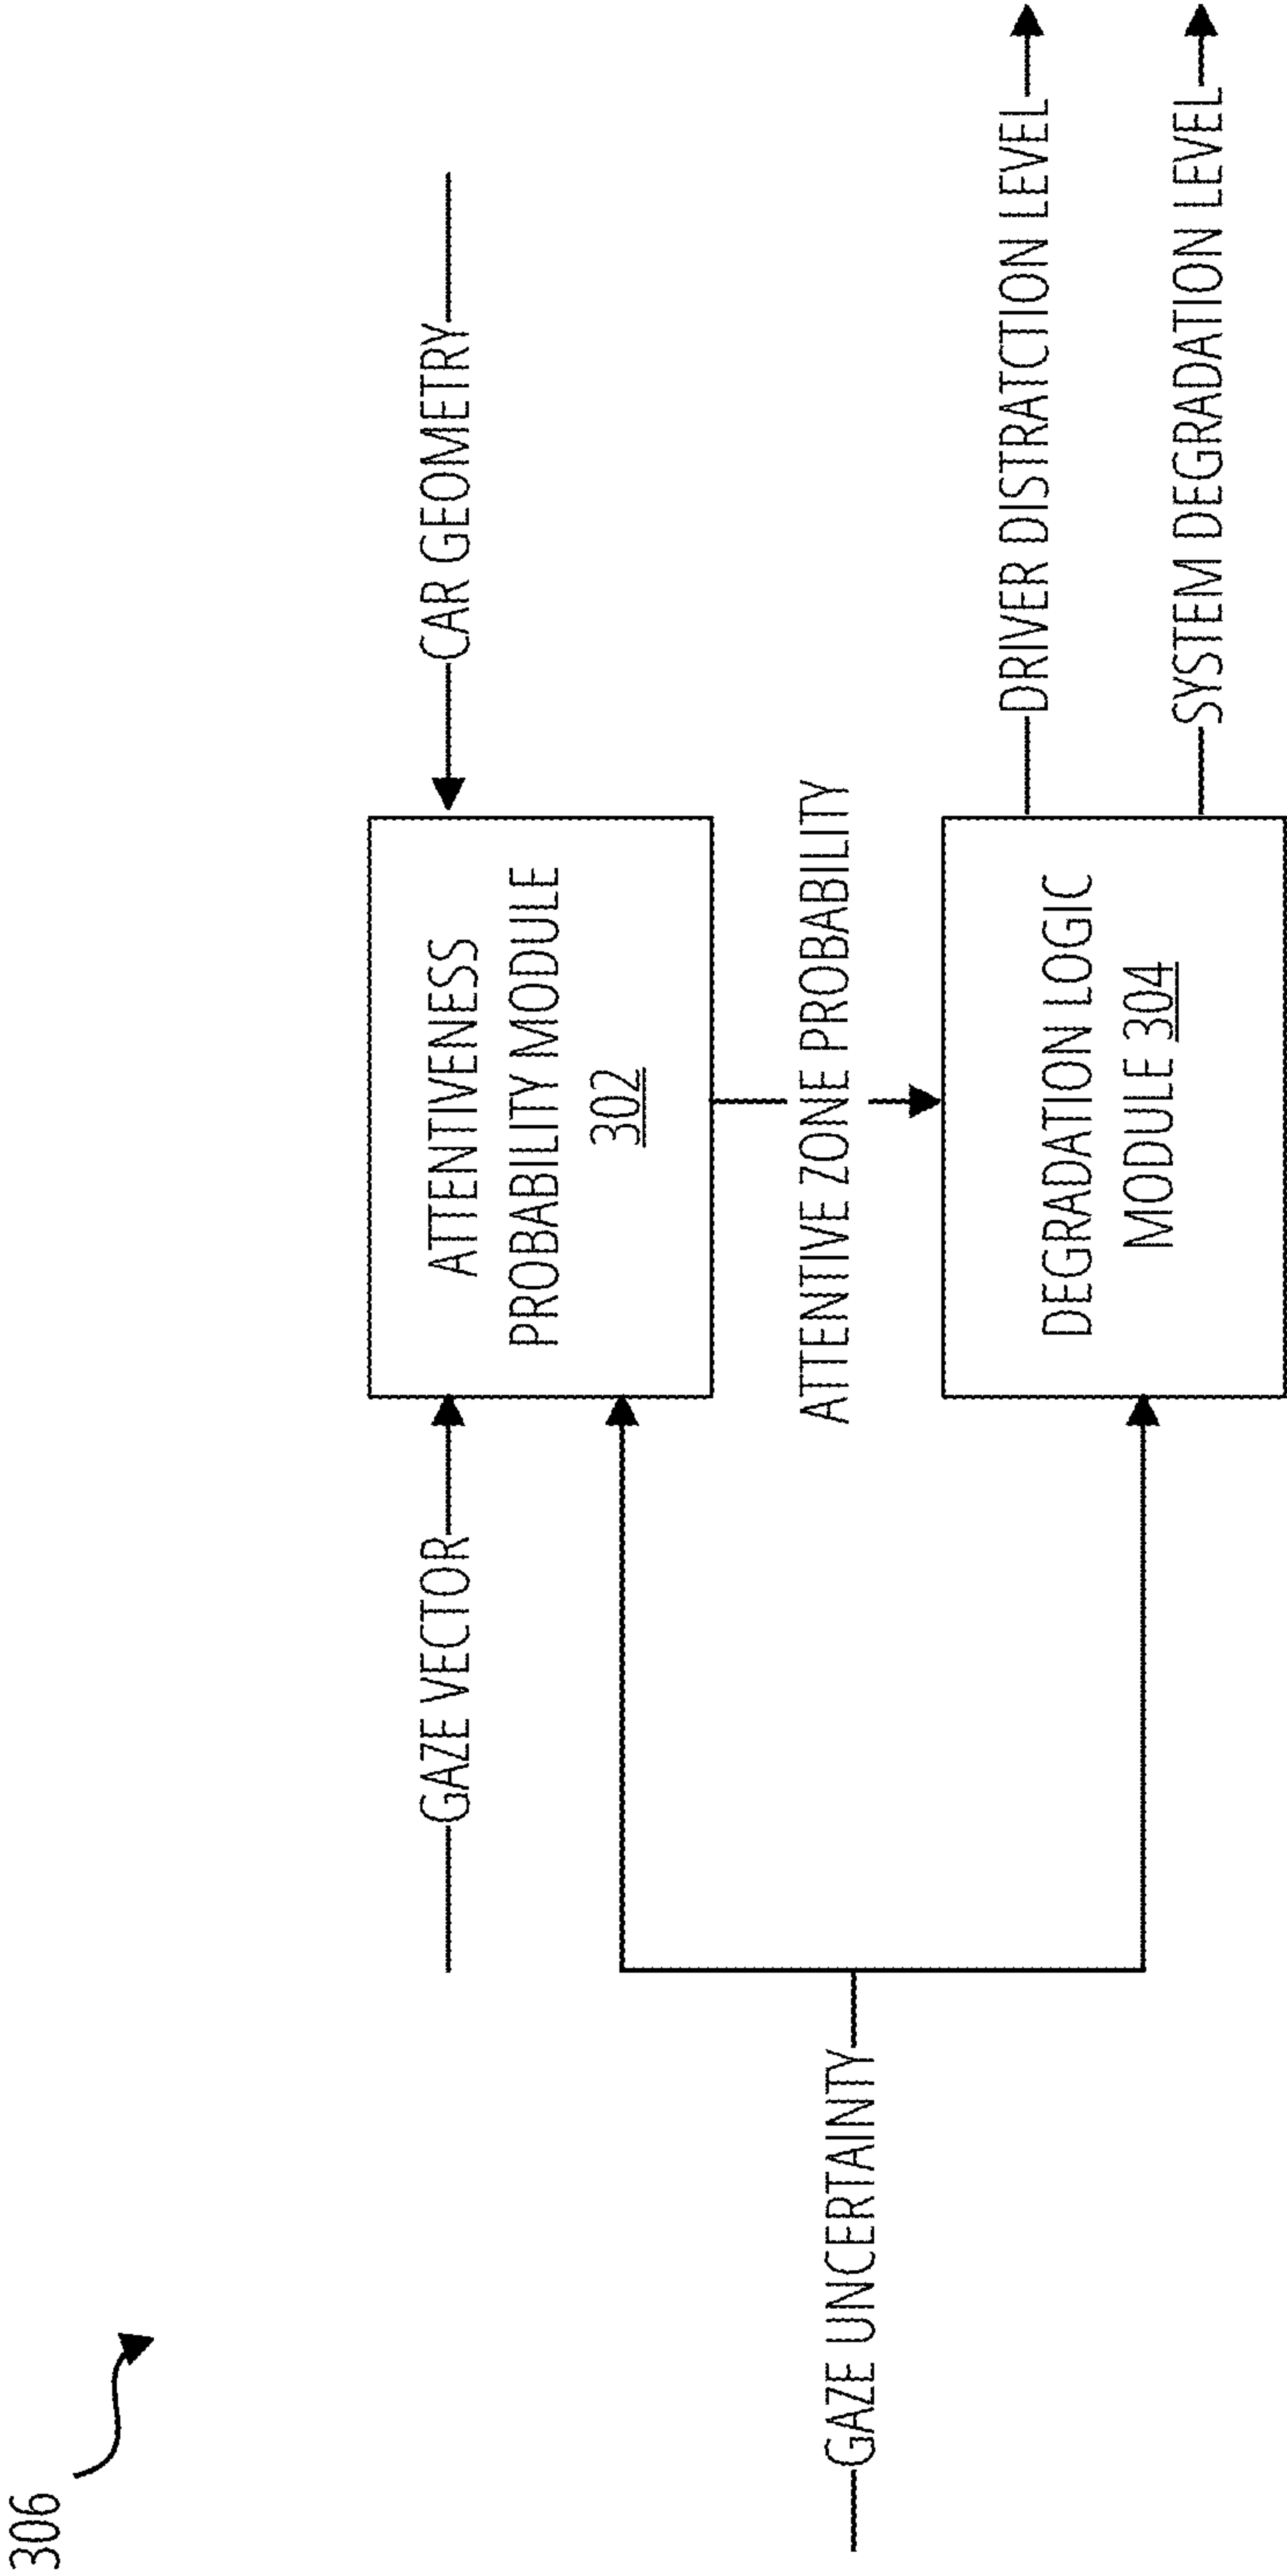 306
GAZE VECTOR
CAR GEOMETRY
ATTENTIVENESS
PROBABILITY MODULE
302
GAZE UNCERTAINTY
ATTENTIVE ZONE PROBABILITY
DEGRADATION LOGIC
MODULE 304
DRIVER DISTRATCTION LEVEL
SYSTEM DEGRADATION LEVEL